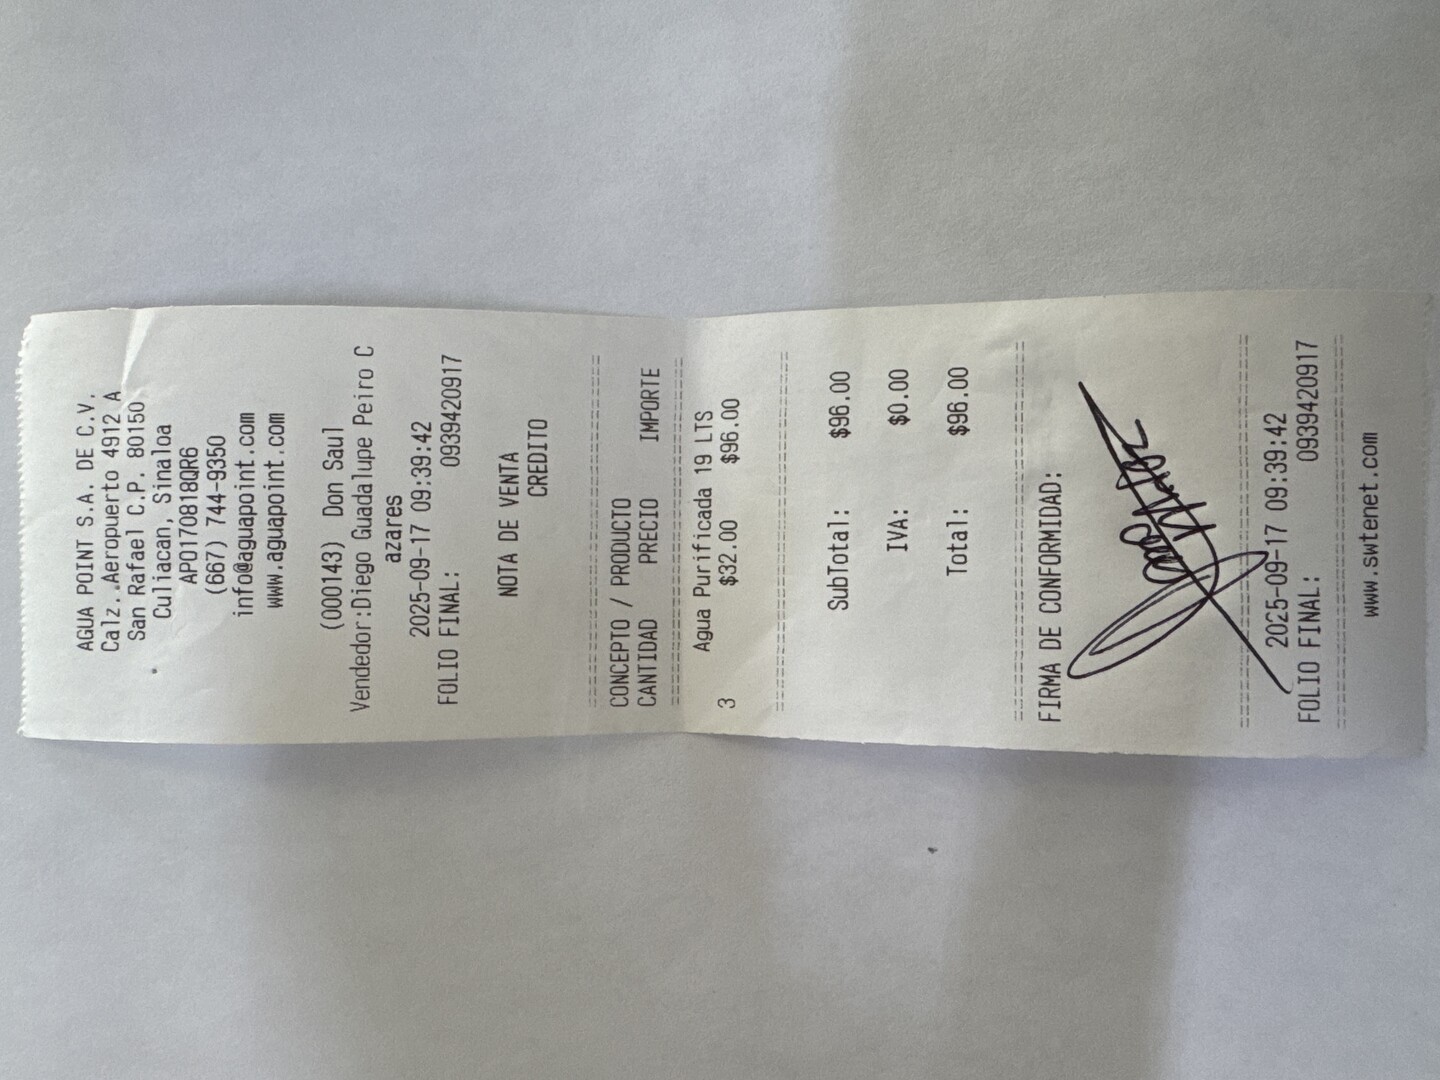 AGUA POINT S.A. DE C.V.
Calz. Aeropuerto 4912 A
San Rafael C.P. 80150
Culiacan, Sinaloa
APO170818QR6
(667) 744-9350
info@aguapoint.com
www.aguapoint.com
(000143) Don Saul
Vendedor:Diego Guadalupe Peiro C
azares
2025-09-17 09:39:42
FOLIO FINAL: 0939420917
NOTA DE VENTA
CREDITO
CONCEPTO / PRODUCTO
CANTIDAD PRECIO IMPORTE
Agua Purificada 19 LTS
3 $32.00 $96.00
SubTotal: $96.00
IVA: $0.00
Total: $96.00
FIRMA DE CONFORMIDAD:
2025-09-17 09:39:42
FOLIO FINAL: 0939420917
www.swtenet.com